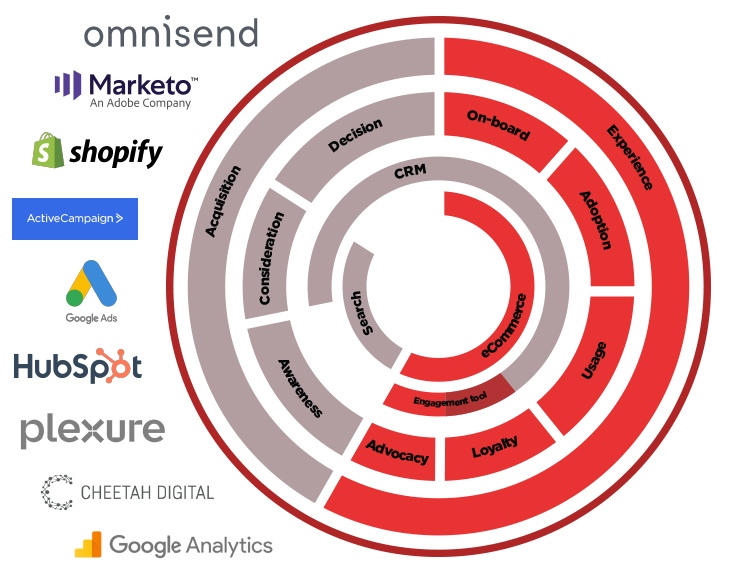 omnisend
Marketo™
An Adobe Company
shopify
ActiveCampaign >
Google Ads
HubSpot
plexure
CHEETAH DIGITAL
Google Analytics
Acquisition
Experience
Decision
On-board
Consideration
Adoption
Awareness
Usage
Advocacy
Loyalty
CRM
Engagement tool
Search
eCommerce